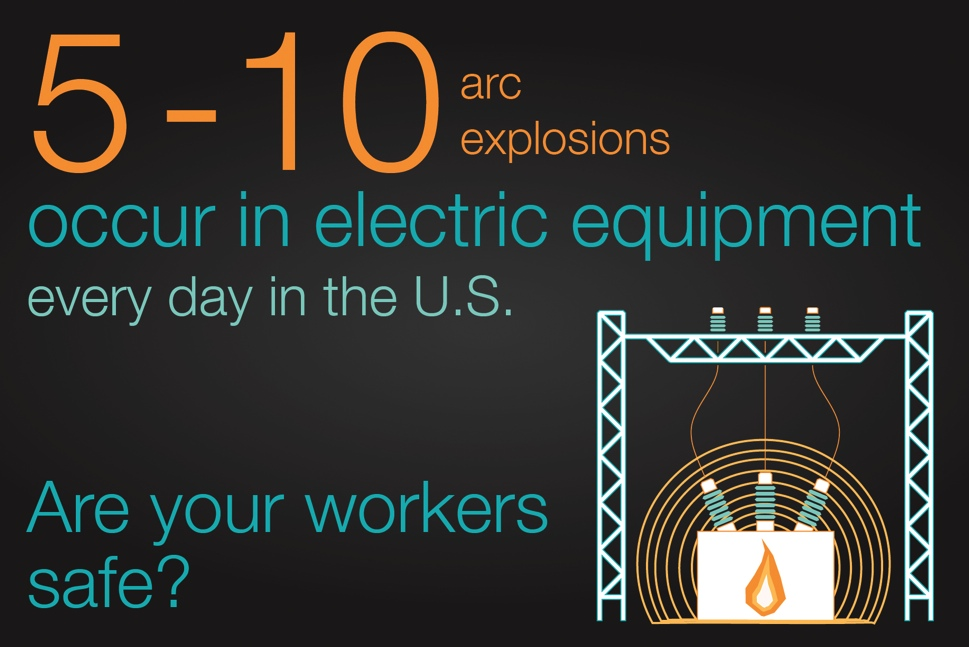 5-10 arc
explosions
occur in electric equipment
every day in the U.S.
Are your workers
safe?